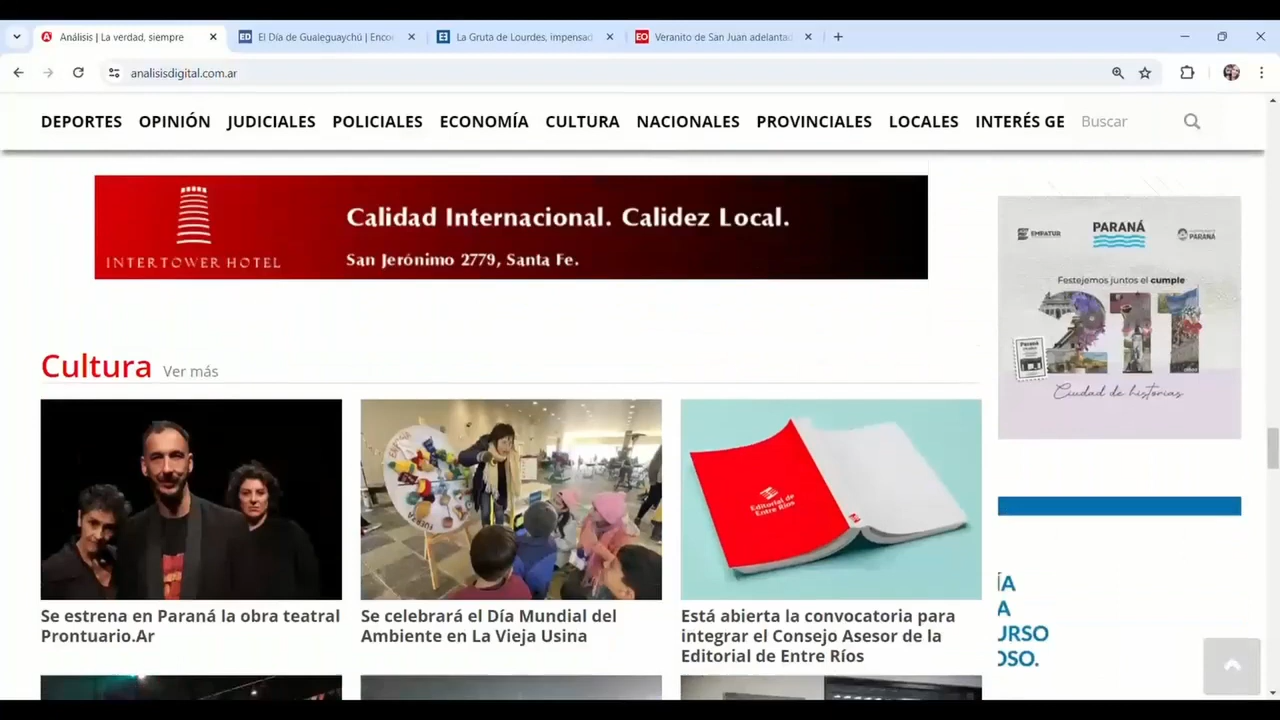 Análisis | La verdad, siempre
El Día de Gualeguaychú | Enco
La Gruta de Lourdes, impensad
Veranito de San Juan adelantad
analisisdigital.com.ar
DEPORTES OPINIÓN JUDICIALES POLICIALES ECONOMÍA CULTURA NACIONALES PROVINCIALES LOCALES INTERÉS GE Buscar
INTERTOWER HOTEL
Calidad Internacional. Calidez Local.
San Jerónimo 2779, Santa Fe.
EMPATUR PARANÁ PARANÁ
Festejemos juntos el cumple
211
Paraná
Ciudad de historias
Cultura Ver más
Editorial de
Entre Ríos
Se estrena en Paraná la obra teatral
Prontuario.Ar
Se celebrará el Día Mundial del
Ambiente en La Vieja Usina
Está abierta la convocatoria para
integrar el Consejo Asesor de la
Editorial de Entre Ríos
ÍA
A
URSO
OSO.